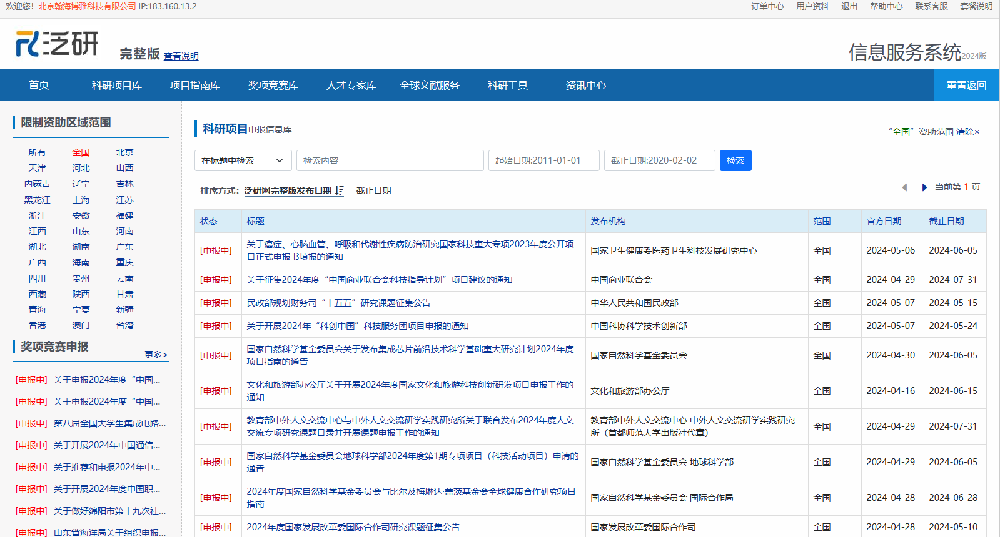 欢迎您! 北京翰海博雅科技有限公司 IP:183.160.13.2 订单中心 用户资料 退出 帮助中心 联系客服 套餐说明
泛研 完整版 查看说明 信息服务系统2024版
首页 科研项目库 项目指南库 奖项竞赛库 人才专家库 全球文献服务 科研工具 资讯中心 重置返回
限制资助区域范围
所有 全国 北京
天津 河北 山西
内蒙古 辽宁 吉林
黑龙江 上海 江苏
浙江 安徽 福建
江西 山东 河南
湖北 湖南 广东
广西 海南 重庆
四川 贵州 云南
西藏 陕西 甘肃
青海 宁夏 新疆
香港 澳门 台湾
奖项竞赛申报 更多>
[申报中] 关于申报2024年度“中国...
[申报中] 关于申报2024年度“中国...
[申报中] 第八届全国大学生集成电路...
[申报中] 关于开展2024年中国通信...
[申报中] 关于推荐和申报2024年中...
[申报中] 关于开展2024年度中国职...
[申报中] 关于做好绵阳市第十九次社...
[申报中] 山东省海洋局关于组织申报...
科研项目申报信息库 “全国”资助范围 清除×
在标题中检索 检索内容 起始日期:2011-01-01 截止日期:2020-02-02 检索
排序方式: 泛研网完整版发布日期 截止日期 当前第 1 页
状态 标题 发布机构 范围 官方日期 截止日期
[申报中] 关于癌症、心脑血管、呼吸和代谢性疾病防治研究国家科技重大专项2023年度公开项
目正式申报书填报的通知 国家卫生健康委医药卫生科技发展研究中心 全国 2024-05-06 2024-06-05
[申报中] 关于征集2024年度“中国商业联合会科技指导计划”项目建议的通知 中国商业联合会 全国 2024-04-29 2024-07-31
[申报中] 民政部规划财务司“十五五”研究课题征集公告 中华人民共和国民政部 全国 2024-05-07 2024-05-15
[申报中] 关于开展2024年“科创中国”科技服务团项目申报的通知 中国科协科学技术创新部 全国 2024-05-07 2024-05-24
[申报中] 国家自然科学基金委员会关于发布集成芯片前沿技术科学基础重大研究计划2024年度
项目指南的通告 国家自然科学基金委员会 全国 2024-04-30 2024-06-05
[申报中] 文化和旅游部办公厅关于开展2024年度国家文化和旅游科技创新研发项目申报工作的
通知 文化和旅游部办公厅 全国 2024-04-16 2024-06-15
[申报中] 教育部中外人文交流中心与中外人文交流研学实践研究所关于联合发布2024年度人文
交流专项研究课题目录并开展课题申报工作的通知 教育部中外人文交流中心 中外人文交流研学实践研究
所（首都师范大学出版社代章） 全国 2024-04-29 2024-07-31
[申报中] 国家自然科学基金委员会地球科学部2024年度第1期专项项目（科技活动项目）申请的
通告 国家自然科学基金委员会 地球科学部 全国 2024-04-29 2024-06-05
[申报中] 2024年度国家自然科学基金委员会与比尔及梅琳达·盖茨基金会全球健康合作研究项目
指南 国家自然科学基金委员会 国际合作局 全国 2024-04-28 2024-06-28
[申报中] 2024年度国家发展改革委国际合作司研究课题征集公告 国家发展改革委国际合作司 全国 2024-04-28 2024-05-10